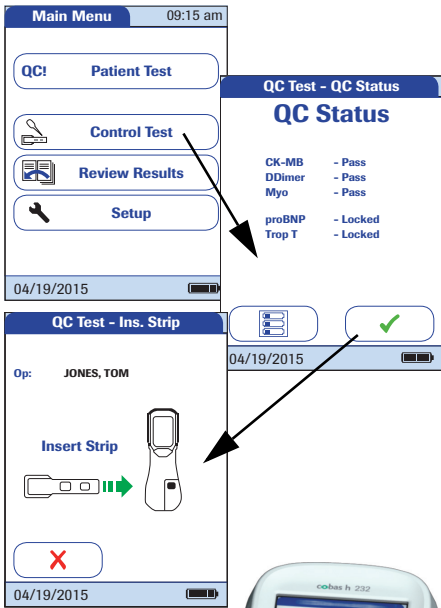 Main Menu 09:15 am
QC! Patient Test
Control Test
Review Results
Setup
04/19/2015
QC Test - QC Status
QC Status
CK-MB - Pass
DDimer - Pass
Myo - Pass
proBNP - Locked
Trop T - Locked
04/19/2015
QC Test - Ins. Strip
Op: JONES, TOM
Insert Strip
04/19/2015
cobas h 232